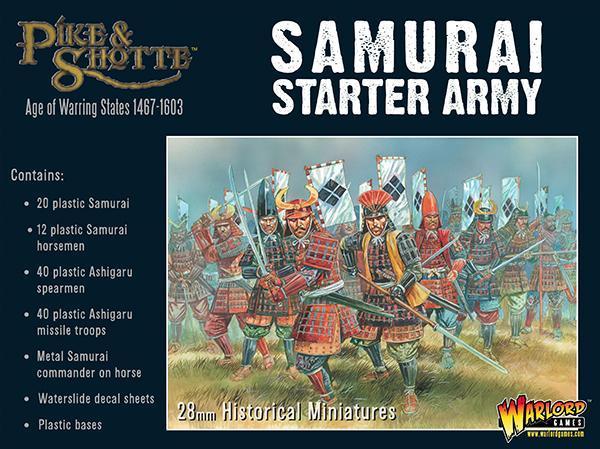 PIKE & SHOTTE™
Age of Warring States 1467-1603
SAMURAI
STARTER ARMY
Contains:
• 20 plastic Samurai
• 12 plastic Samurai
horsemen
• 40 plastic Ashigaru
spearmen
• 40 plastic Ashigaru
missile troops
• Metal Samurai
commander on horse
• Waterslide decal sheets
• Plastic bases
28mm Historical Miniatures
WARLORD
GAMES
www.warlordgames.com